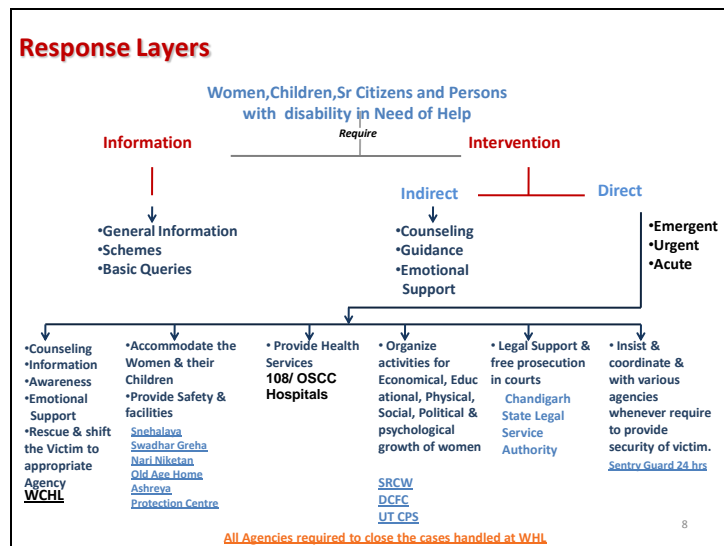 Response Layers
Women,Children,Sr Citizens and Persons
with disability in Need of Help
Require
Information
Intervention
Indirect
Direct
•General Information
•Schemes
•Basic Queries
•Counseling
•Guidance
•Emotional
Support
•Emergent
•Urgent
•Acute
•Counseling
•Information
•Awareness
•Emotional
Support
•Rescue & shift
the Victim to
appropriate
Agency
WCHL
•Accommodate the
Women & their
Children
•Provide Safety &
facilities
Snehalaya
Swadhar Greha
Nari Niketan
Old Age Home
Ashreya
Protection Centre
• Provide Health
Services
108/ OSCC
Hospitals
• Organize
activities for
Economical, Educ
ational, Physical,
Social, Political &
psychological
growth of women
SRCW
DCFC
UT CPS
• Legal Support &
free prosecution
in courts
Chandigarh
State Legal
Service
Authority
• Insist &
coordinate &
with various
agencies
whenever require
to provide
security of victim.
Sentry Guard 24 hrs
All Agencies required to close the cases handled at WHL
8